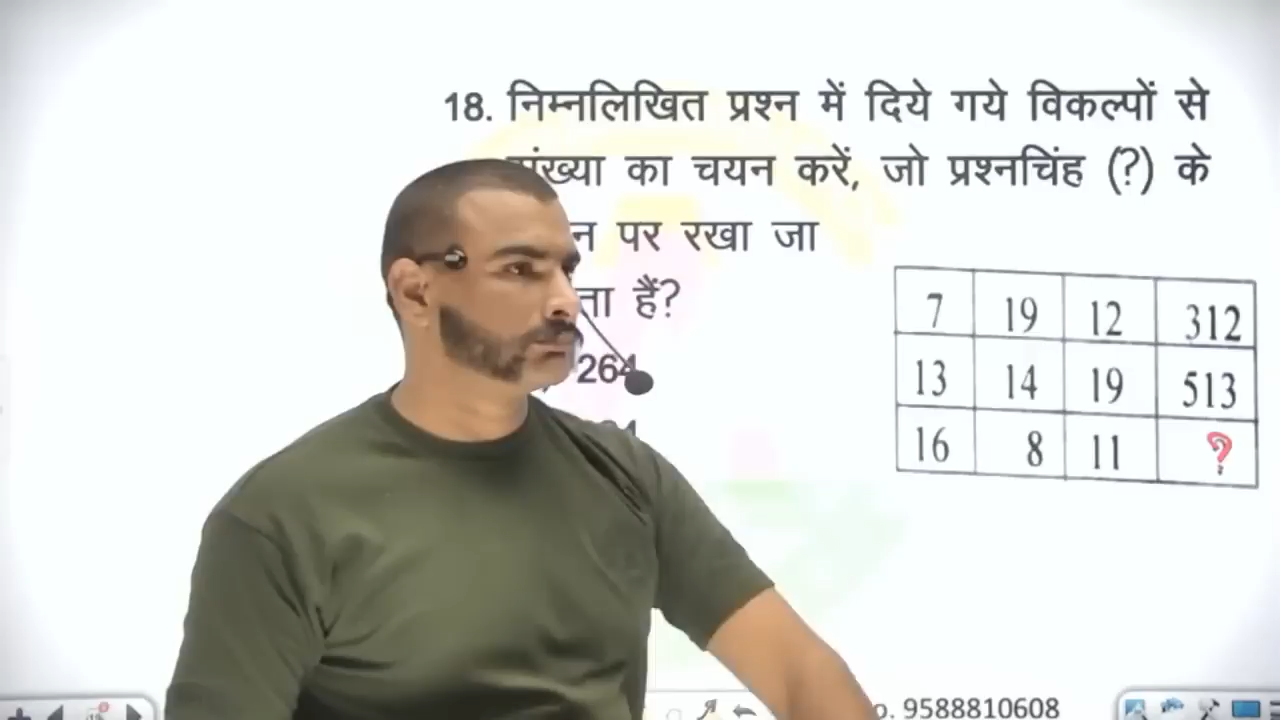 18. निम्नलिखित प्रश्न में दिये गये विकल्पों से
का चयन करें, जो प्रश्नचिंह (?) के
पर रखा जा
हैं?
264
7 19 12 312
13 14 19 513
16 8 11 ?
9588810608